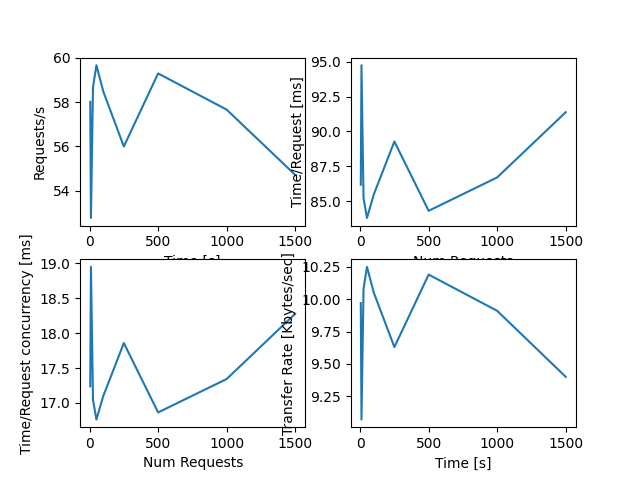 60
58
56
54
Requests/s
0 500 1000 1500
Time [s]
95.0
92.5
90.0
87.5
85.0
Time/Request [ms]
0 500 1000 1500
Num Requests
19.0
18.5
18.0
17.5
17.0
Time/Request concurrency [ms]
0 500 1000 1500
Num Requests
10.25
10.00
9.75
9.50
9.25
Transfer Rate [Kbytes/sec]
0 500 1000 1500
Time [s]